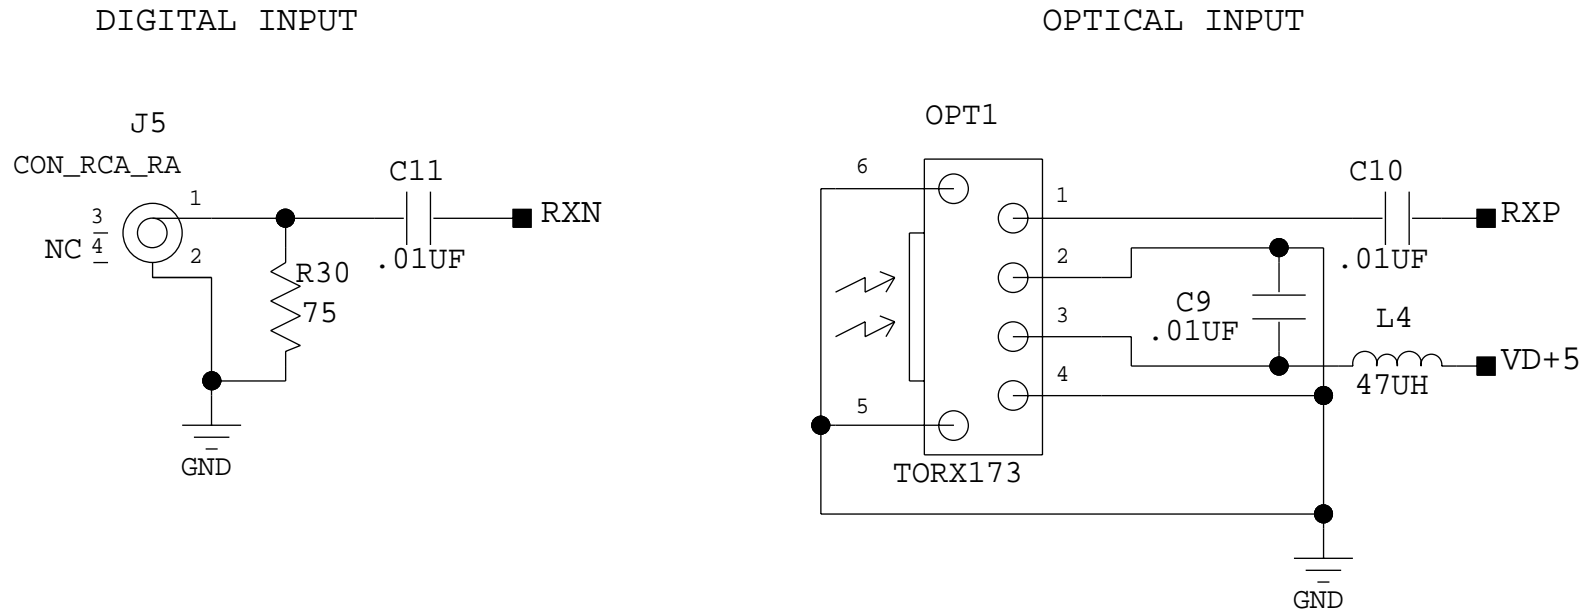 DIGITAL INPUT
J5
CON_RCA_RA
1
3
NC 4
2
C11
.01UF
RXN
R30
75
GND
OPTICAL INPUT
OPT1
6
1
2
3
4
5
TORX173
C10
.01UF
RXP
C9
.01UF
L4
47UH
VD+5
GND